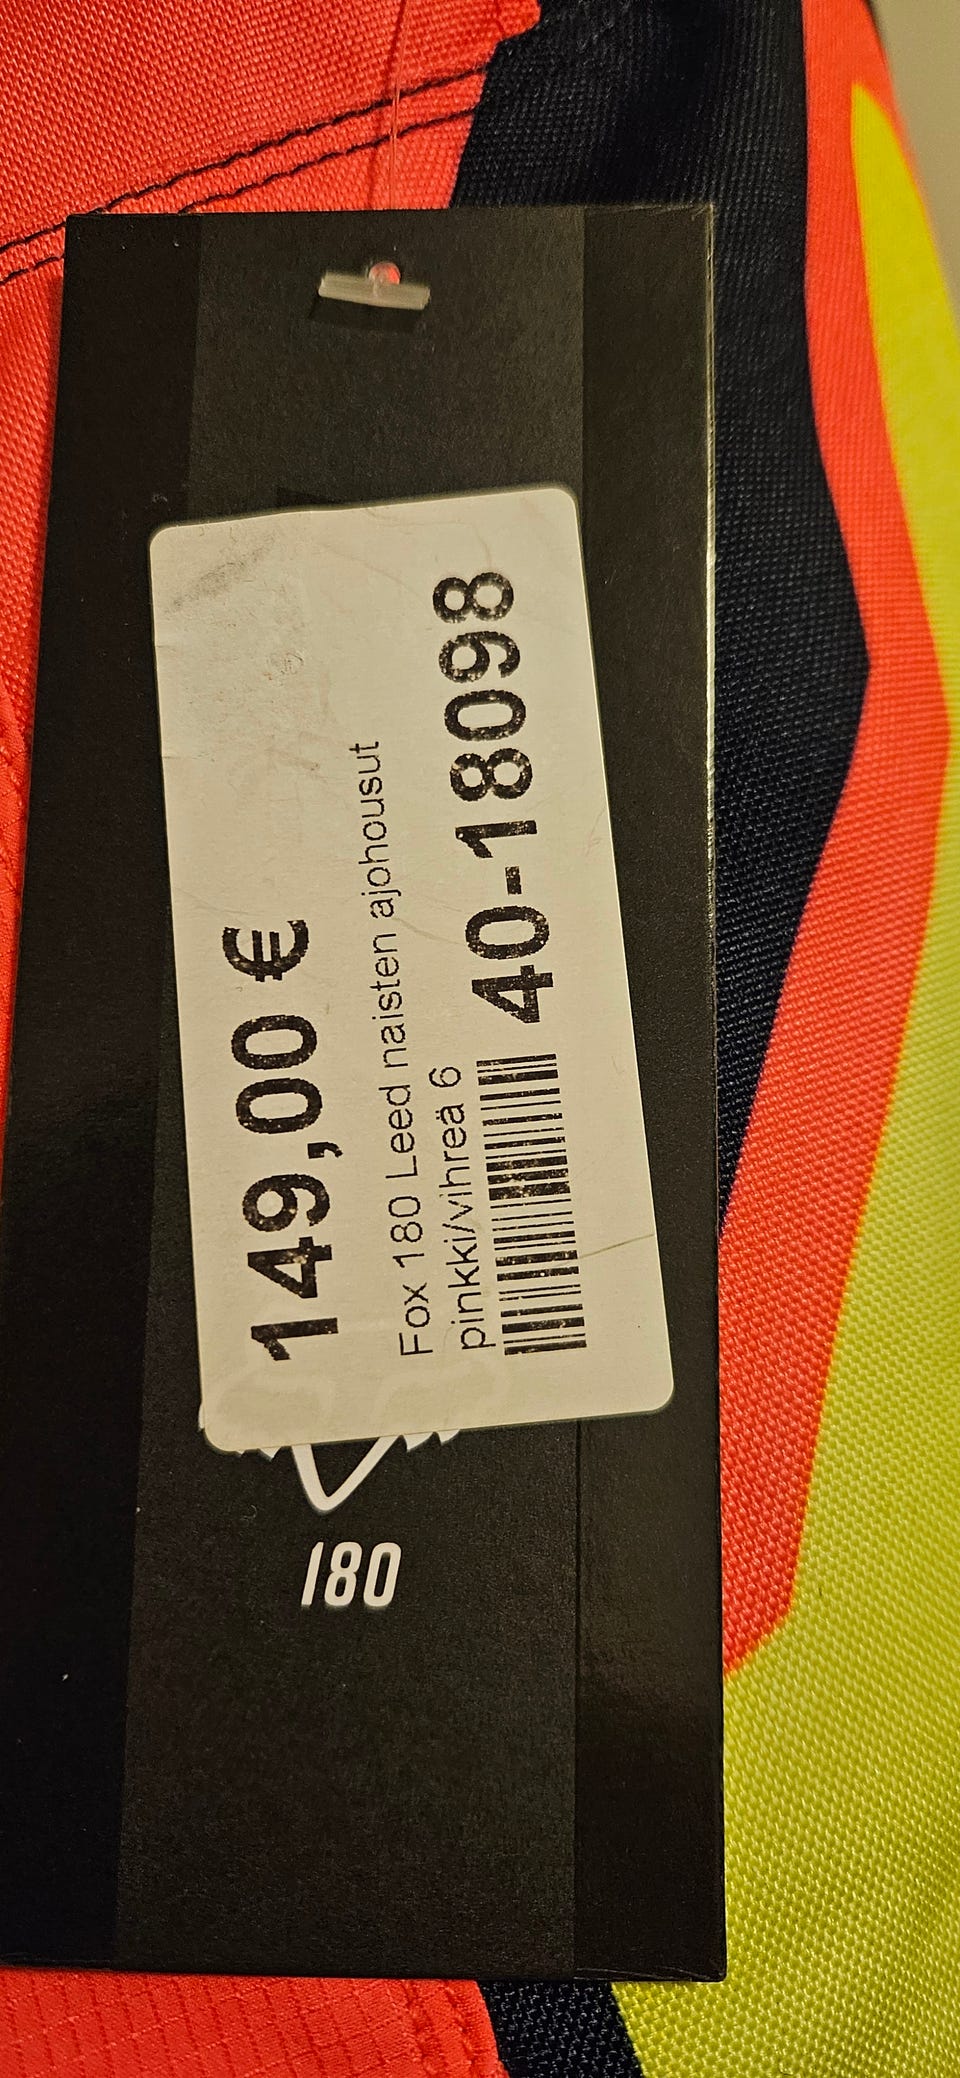 149,00 €
Fox 180 Leed naisten ajohousut
pinkki/vihreä 6
40-18098
180